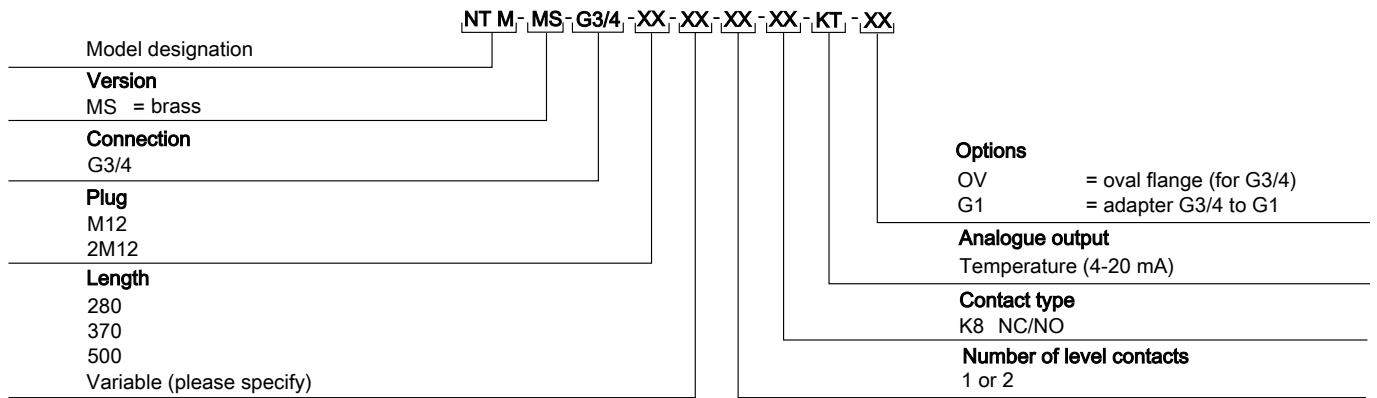 NT M - MS - G3/4 - XX - XX - XX - XX - KT - XX
Model designation
Version
MS = brass
Connection
G3/4
Plug
M12
2M12
Length
280
370
500
Variable (please specify)
Options
OV = oval flange (for G3/4)
G1 = adapter G3/4 to G1
Analogue output
Temperature (4-20 mA)
Contact type
K8 NC/NO
Number of level contacts
1 or 2